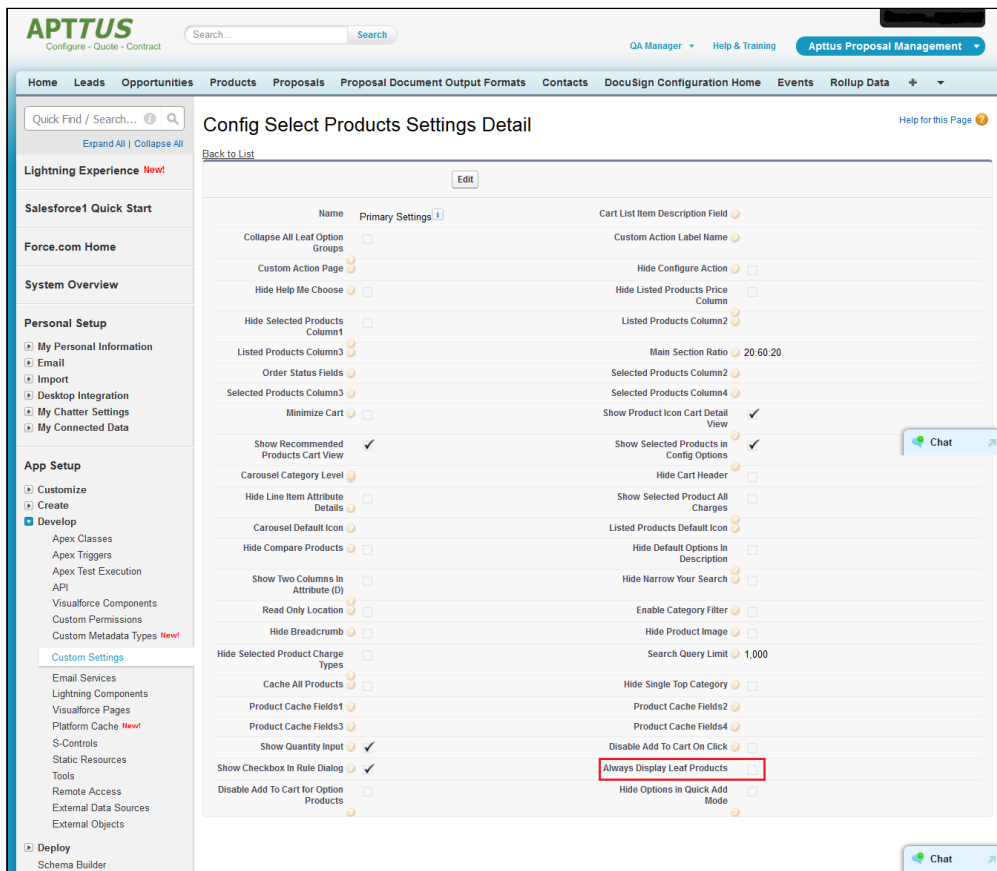 APTTUS
Configure - Quote - Contract
Search...
Search
QA Manager
Help & Training
Apttus Proposal Management
Home Leads Opportunities Products Proposals Proposal Document Output Formats Contacts DocuSign Configuration Home Events Rollup Data +
Quick Find / Search...
Expand All | Collapse All
Lightning Experience New!
Salesforce1 Quick Start
Force.com Home
System Overview
Personal Setup
My Personal Information
Email
Import
Desktop Integration
My Chatter Settings
My Connected Data
App Setup
Customize
Create
Develop
Apex Classes
Apex Triggers
Apex Test Execution
API
Visualforce Components
Custom Permissions
Custom Metadata Types New!
Custom Settings
Email Services
Lightning Components
Visualforce Pages
Platform Cache New!
S-Controls
Static Resources
Tools
Remote Access
External Data Sources
External Objects
Deploy
Schema Builder
Config Select Products Settings Detail
Help for this Page
Back to List
Edit
Name Primary Settings
Cart List Item Description Field
Collapse All Leaf Option
Groups
Custom Action Label Name
Custom Action Page
Hide Configure Action
Hide Help Me Choose
Hide Listed Products Price
Column
Hide Selected Products
Column1
Listed Products Column2
Listed Products Column3
Main Section Ratio 20:60:20
Order Status Fields
Selected Products Column2
Selected Products Column3
Selected Products Column4
Minimize Cart
Show Product Icon Cart Detail
View
Show Recommended
Products Cart View
Show Selected Products in
Config Options
Carousel Category Level
Hide Cart Header
Hide Line Item Attribute
Details
Show Selected Product All
Charges
Carousel Default Icon
Listed Products Default Icon
Hide Compare Products
Hide Default Options In
Description
Show Two Columns In
Attribute (D)
Hide Narrow Your Search
Read Only Location
Enable Category Filter
Hide Breadcrumb
Hide Product Image
Hide Selected Product Charge
Types
Search Query Limit 1,000
Cache All Products
Hide Single Top Category
Product Cache Fields1
Product Cache Fields2
Product Cache Fields3
Product Cache Fields4
Show Quantity Input
Disable Add To Cart On Click
Show Checkbox In Rule Dialog
Always Display Leaf Products
Disable Add To Cart for Option
Products
Hide Options in Quick Add
Mode
Chat
Chat